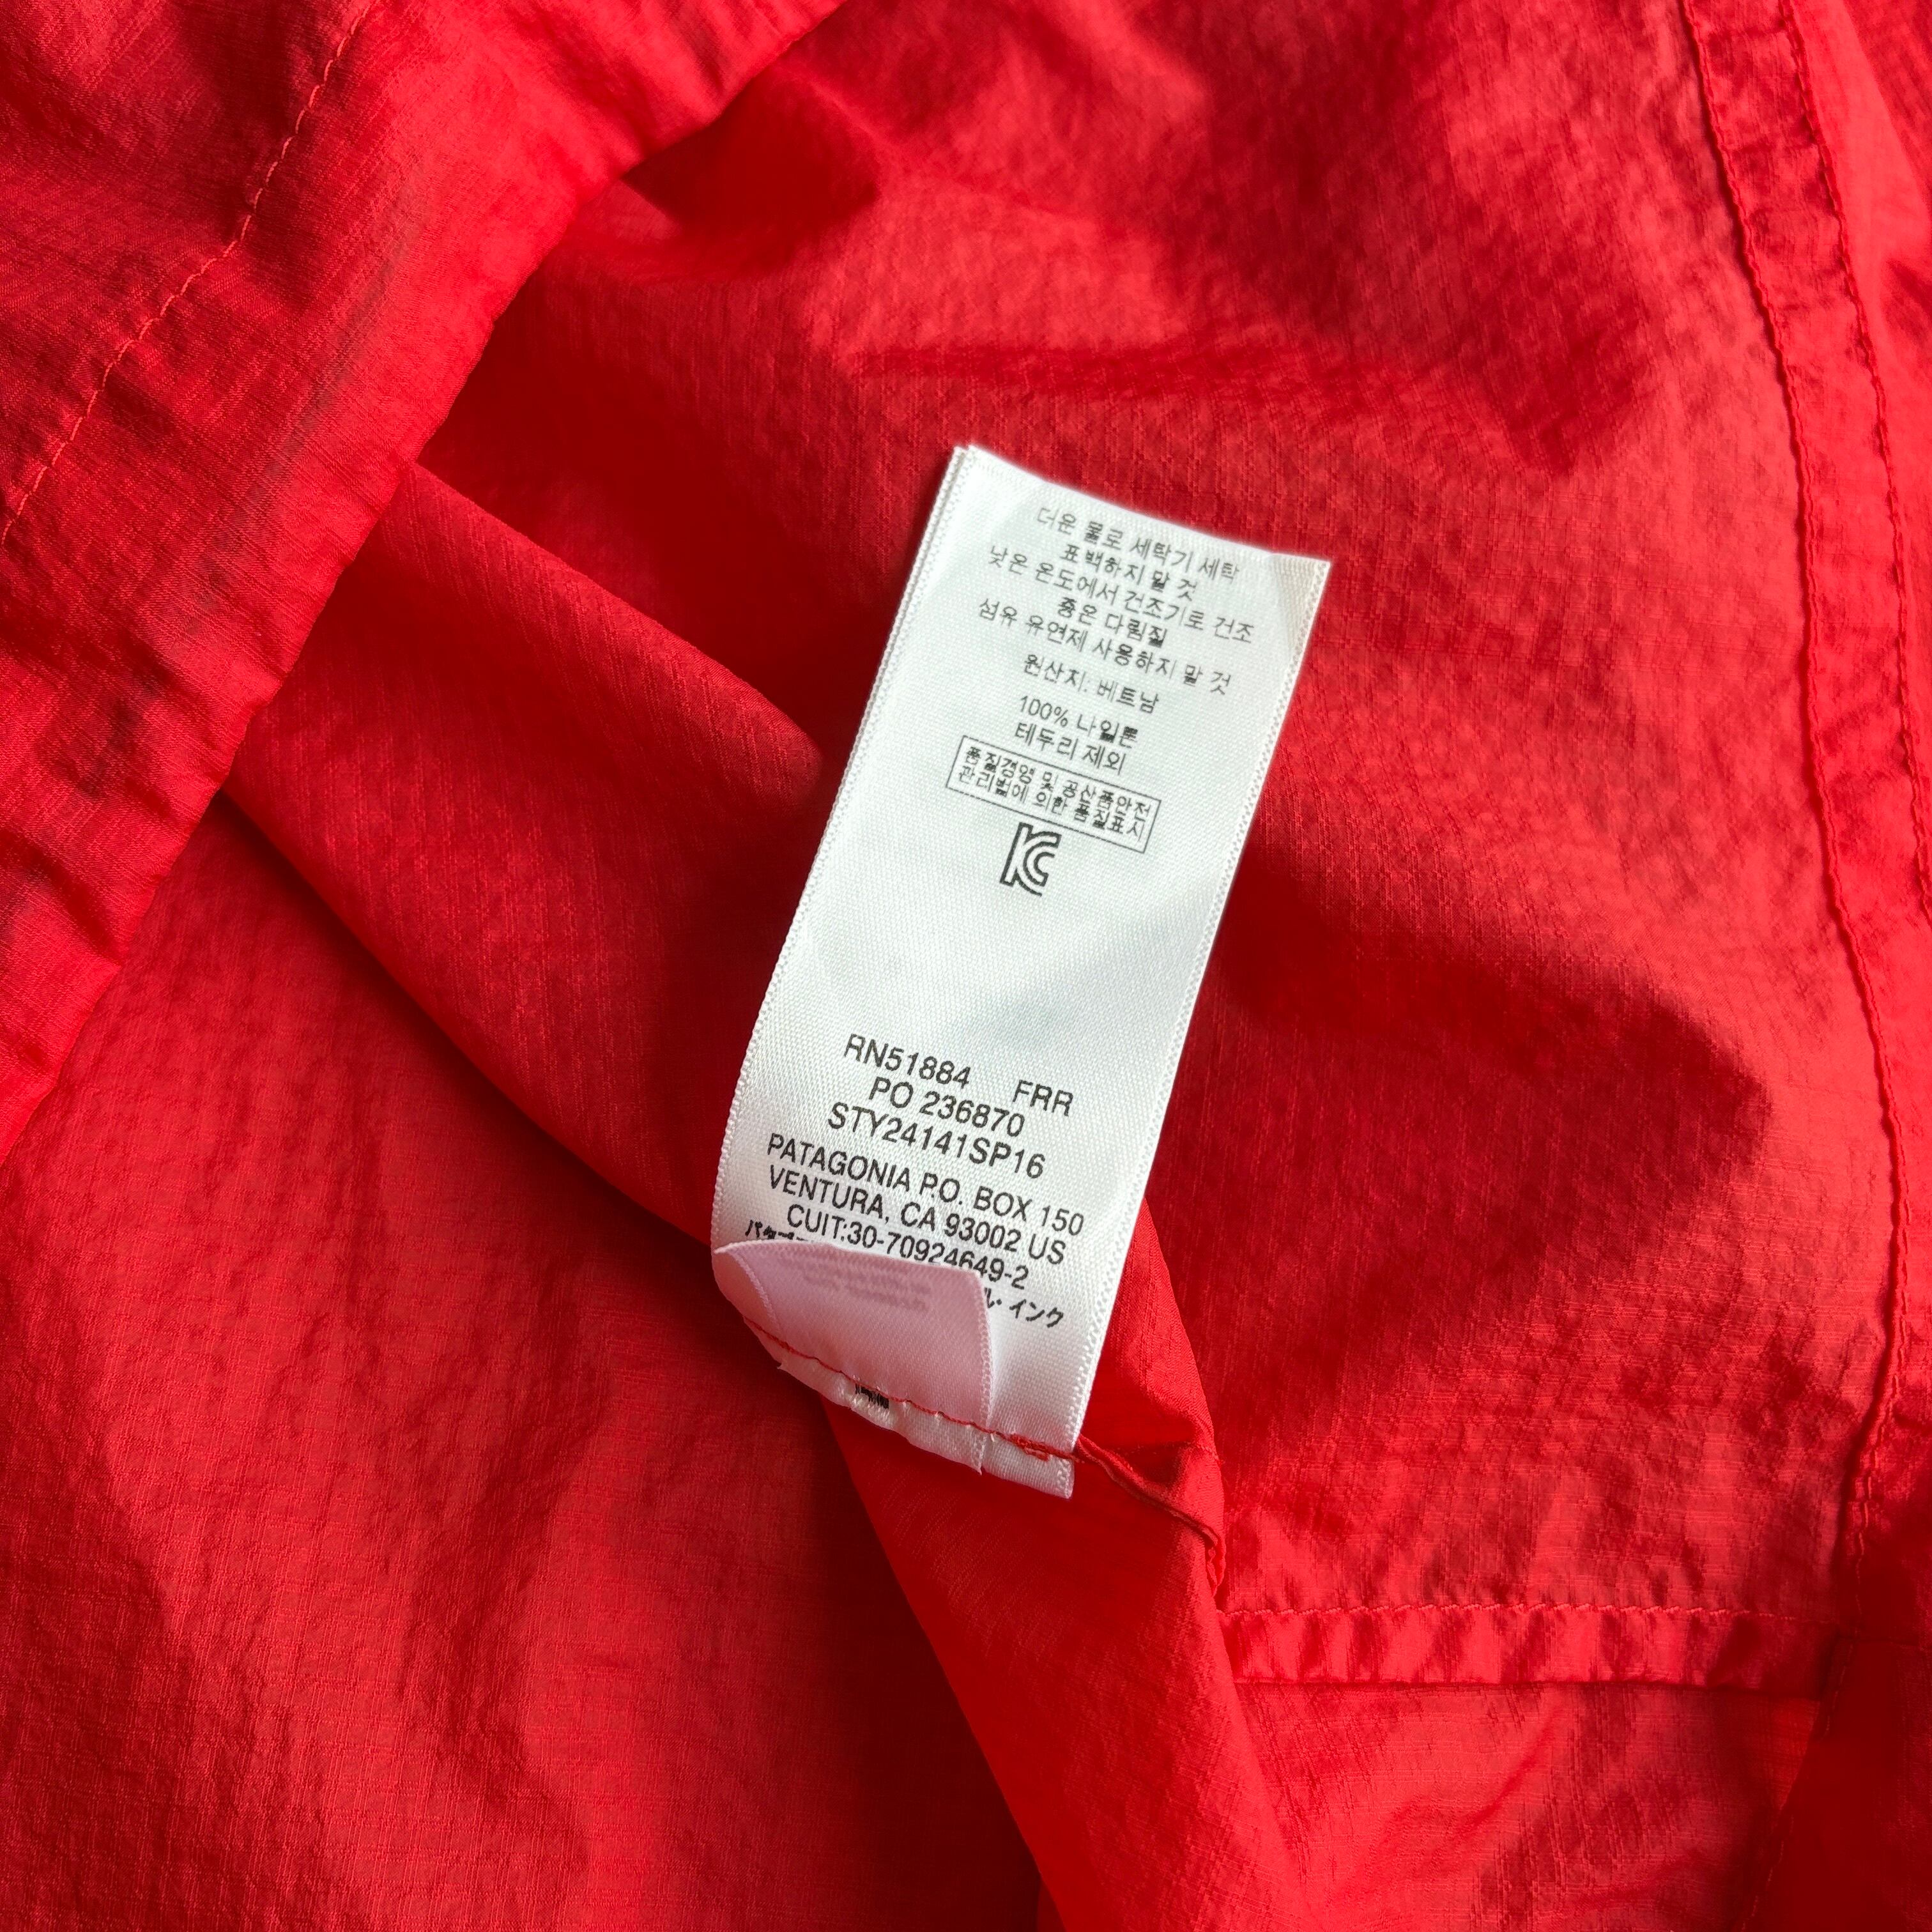 더운 물로 세탁기 세탁
표백하지 말 것
낮은 온도에서 건조기로 건조
중온 다림질
섬유 유연제 사용하지 말 것
원산지: 베트남
100% 나일론
테두리 제외
품질경영 및 공산품안전
관리법에 의한 품질표시
KC
RN51884 FRR
PO 236870
STY24141SP16
PATAGONIA P.O. BOX 150
VENTURA, CA 93002 US
CUIT:30-70924649-2
インク